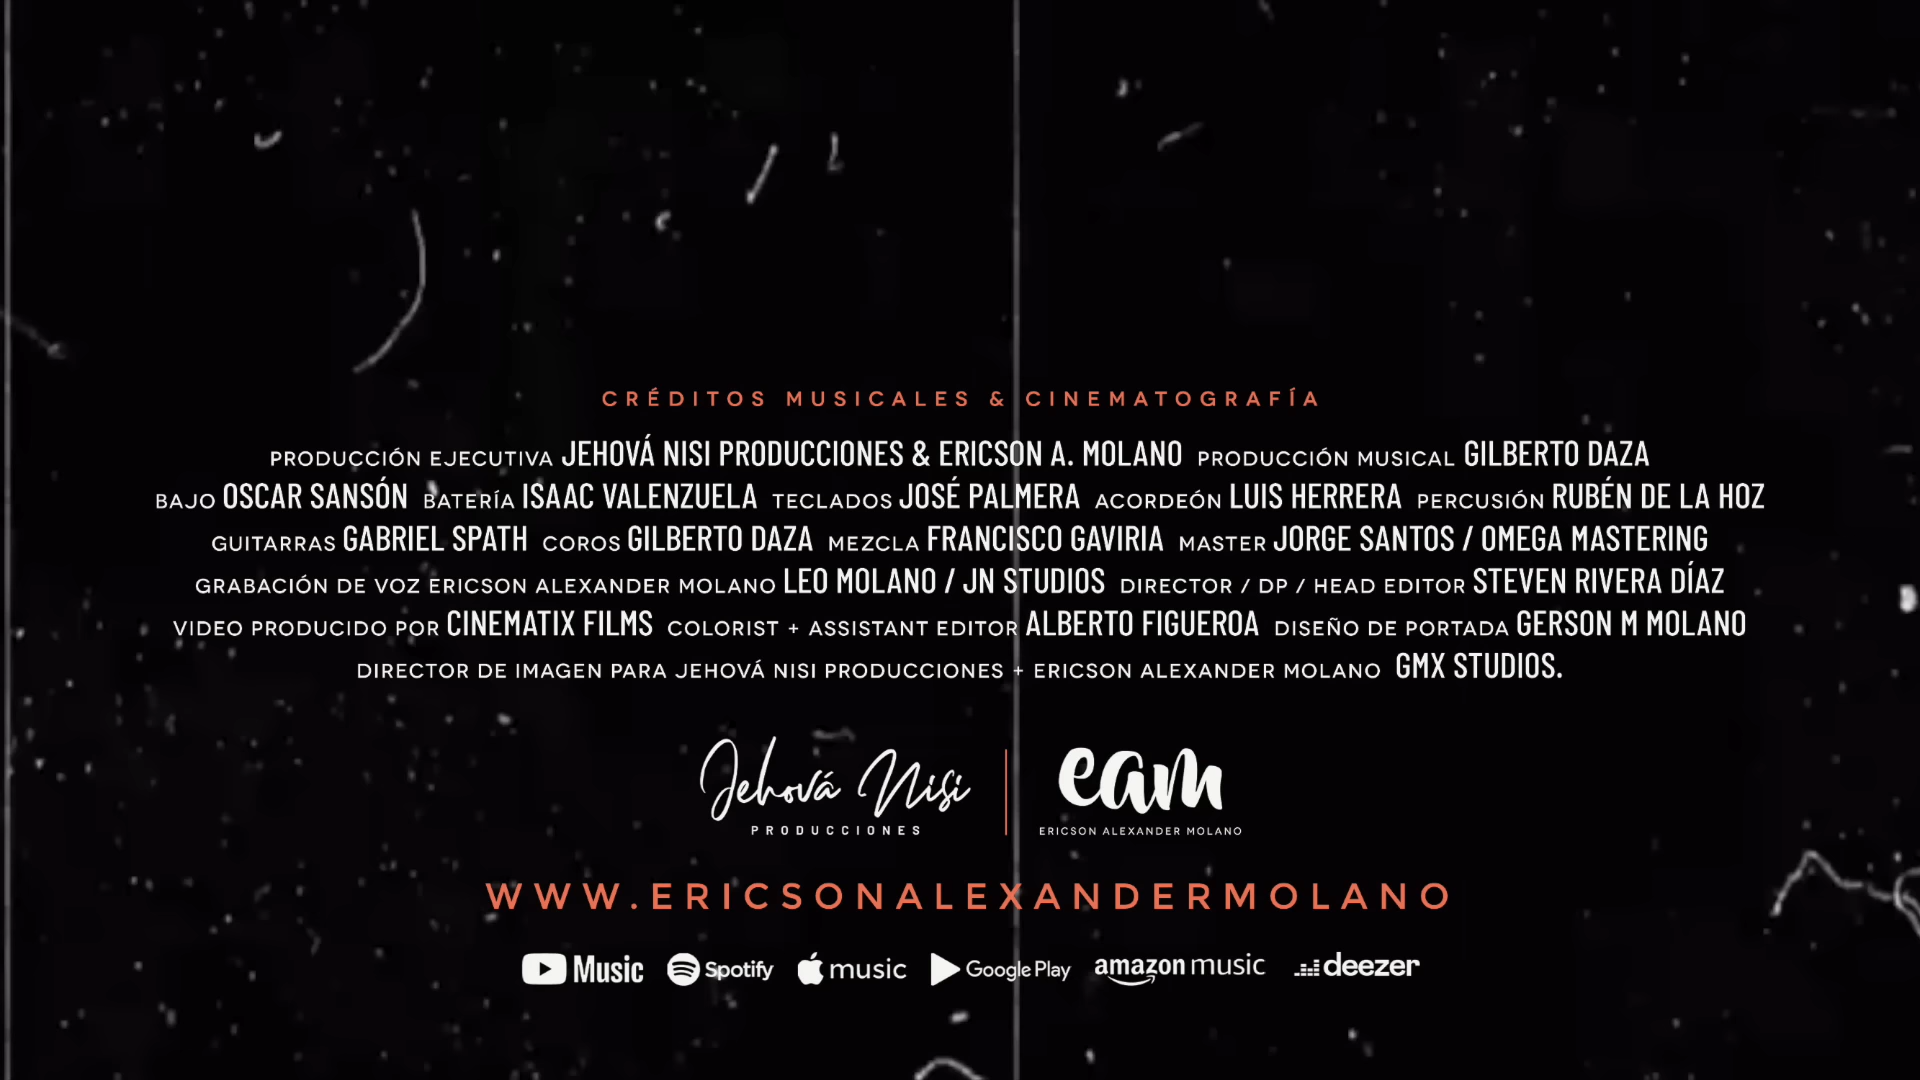 CRÉDITOS MUSICALES & CINEMATOGRAFÍA
PRODUCCIÓN EJECUTIVA JEHOVÁ NISI PRODUCCIONES & ERICSON A. MOLANO PRODUCCIÓN MUSICAL GILBERTO DAZA
BAJO OSCAR SANSÓN BATERÍA ISAAC VALENZUELA TECLADOS JOSÉ PALMERA ACORDEÓN LUIS HERRERA PERCUSIÓN RUBÉN DE LA HOZ
GUITARRAS GABRIEL SPATH COROS GILBERTO DAZA MEZCLA FRANCISCO GAVIRIA MASTER JORGE SANTOS / OMEGA MASTERING
GRABACIÓN DE VOZ ERICSON ALEXANDER MOLANO LEO MOLANO / JN STUDIOS DIRECTOR / DP / HEAD EDITOR STEVEN RIVERA DÍAZ
VIDEO PRODUCIDO POR CINEMATIX FILMS COLORIST + ASSISTANT EDITOR ALBERTO FIGUEROA DISEÑO DE PORTADA GERSON M MOLANO
DIRECTOR DE IMAGEN PARA JEHOVÁ NISI PRODUCCIONES + ERICSON ALEXANDER MOLANO GMX STUDIOS.
Jehová Nisi
PRODUCCIONES
eam
ERICSON ALEXANDER MOLANO
WWW.ERICSONALEXANDERMOLANO
Music Spotify music Google Play amazon music deezer